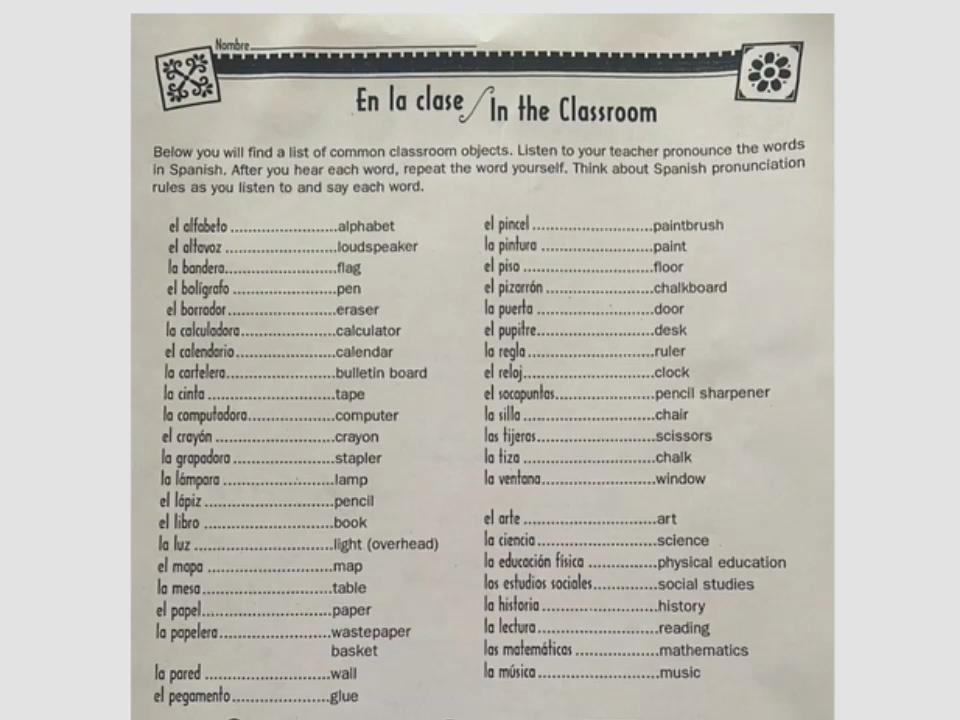 Nombre
En la clase / In the Classroom
Below you will find a list of common classroom objects. Listen to your teacher pronounce the words
in Spanish. After you hear each word, repeat the word yourself. Think about Spanish pronunciation
rules as you listen to and say each word.
el alfabeto ..................alphabet
el altavoz ..................loudspeaker
la bandera..................flag
el bolígrafo ..................pen
el borrador..................eraser
la calculadora..................calculator
el calendario..................calendar
la cartelera..................bulletin board
la cinta ..................tape
la computadora..................computer
el crayón ..................crayon
la grapadora ..................stapler
la lámpara ..................lamp
el lápiz ..................pencil
el libro ..................book
la luz ..................light (overhead)
el mapa ..................map
la mesa..................table
el papel..................paper
la papelera..................wastepaper
basket
la pared ..................wall
el pegamento..................glue
el pincel ..................paintbrush
la pintura ..................paint
el piso ..................floor
el pizarrón ..................chalkboard
la puerta ..................door
el pupitre..................desk
la regla..................ruler
el reloj..................clock
el sacapuntas..................pencil sharpener
la silla ..................chair
las tijeras..................scissors
la tiza ..................chalk
la ventana..................window
el arte ..................art
la ciencia ..................science
la educación física ..................physical education
los estudios sociales..................social studies
la historia ..................history
la lectura..................reading
las matemáticas ..................mathematics
la música..................music